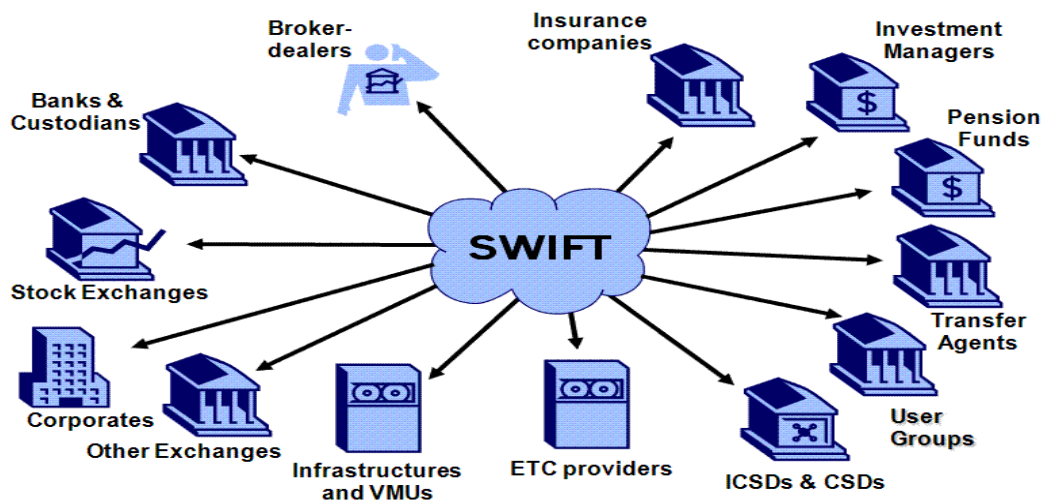 Broker-
dealers
Insurance
companies
Investment
Managers
Banks &
Custodians
Pension
Funds
SWIFT
Stock Exchanges
Transfer
Agents
Corporates
User
Groups
Other Exchanges
Infrastructures
and VMUs
ETC providers
ICSDs & CSDs
$
$